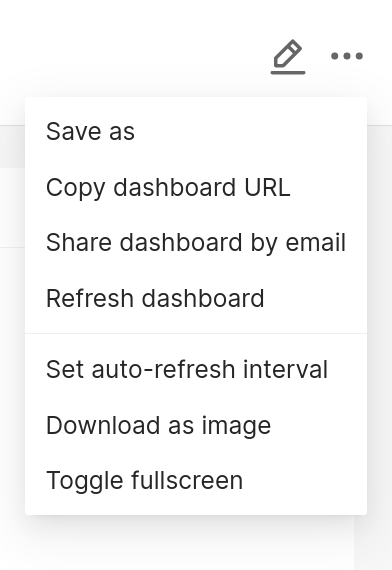 Save as
Copy dashboard URL
Share dashboard by email
Refresh dashboard
Set auto-refresh interval
Download as image
Toggle fullscreen